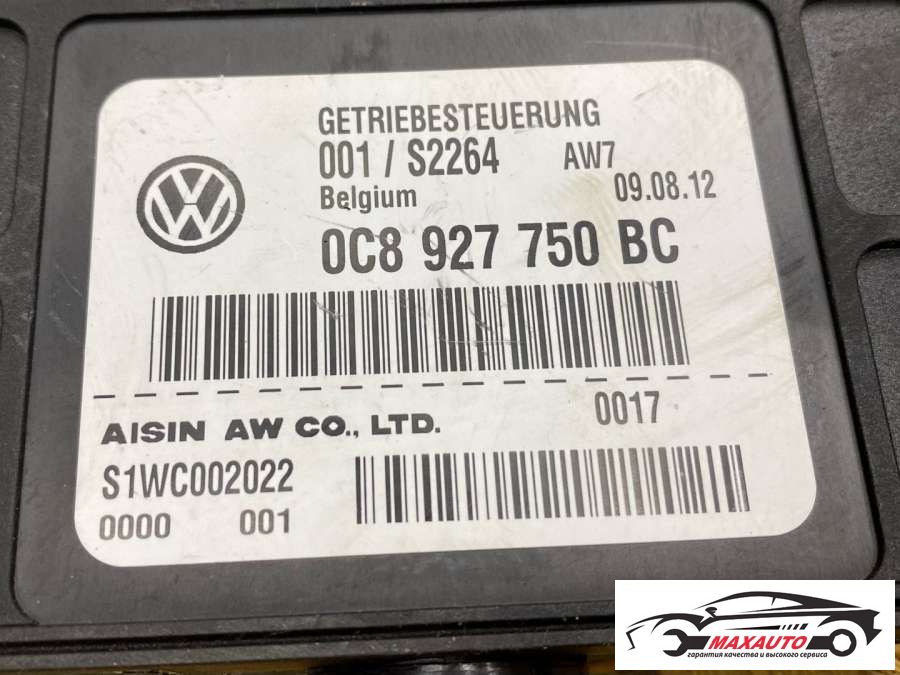 GETRIEBESTEUERUNG
001 / S2264 AW7
Belgium 09.08.12
0C8 927 750 BC
AISIN AW CO., LTD. 0017
S1WC002022
0000 001
MAXAUTO
гарантия качества и высокого сервиса